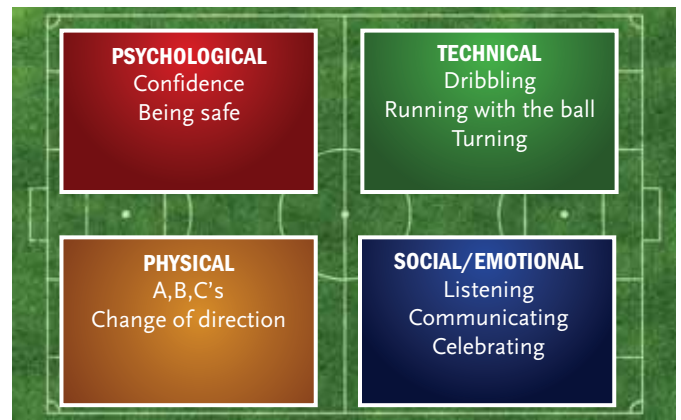 PSYCHOLOGICAL
Confidence
Being safe
TECHNICAL
Dribbling
Running with the ball
Turning
PHYSICAL
A,B,C’s
Change of direction
SOCIAL/EMOTIONAL
Listening
Communicating
Celebrating